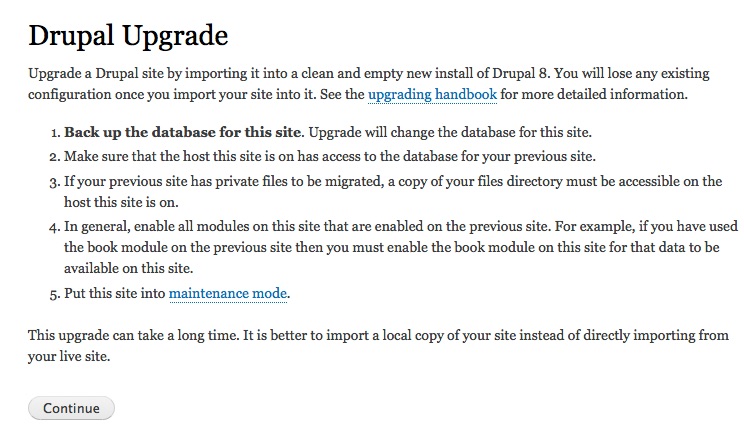 Drupal Upgrade
Upgrade a Drupal site by importing it into a clean and empty new install of Drupal 8. You will lose any existing
configuration once you import your site into it. See the upgrading handbook for more detailed information.
1. Back up the database for this site. Upgrade will change the database for this site.
2. Make sure that the host this site is on has access to the database for your previous site.
3. If your previous site has private files to be migrated, a copy of your files directory must be accessible on the
host this site is on.
4. In general, enable all modules on this site that are enabled on the previous site. For example, if you have used
the book module on the previous site then you must enable the book module on this site for that data to be
available on this site.
5. Put this site into maintenance mode.
This upgrade can take a long time. It is better to import a local copy of your site instead of directly importing from
your live site.
Continue